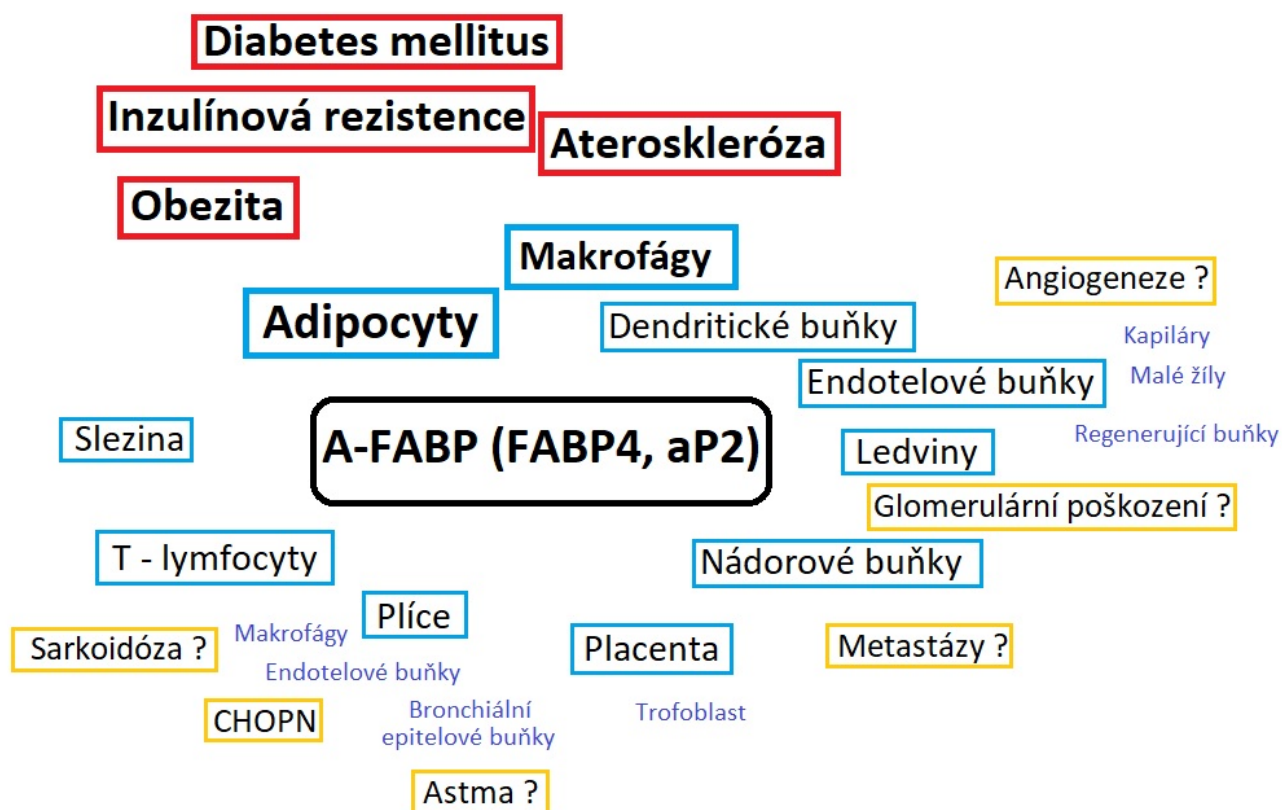 Diabetes mellitus
Inzulínová rezistence
Ateroskleróza
Obezita
Makrofágy
Angiogeneze ?
Adipocyty
Dendritické buňky
Kapiláry
Endotelové buňky
Malé žíly
Slezina
A-FABP (FABP4, aP2)
Ledviny
Regenerující buňky
Glomerulární poškození ?
T - lymfocyty
Nádorové buňky
Plíce
Sarkoidóza ?
Makrofágy
Placenta
Metastázy ?
Endotelové buňky
CHOPN
Bronchiální
epitelové buňky
Trofoblast
Astma ?